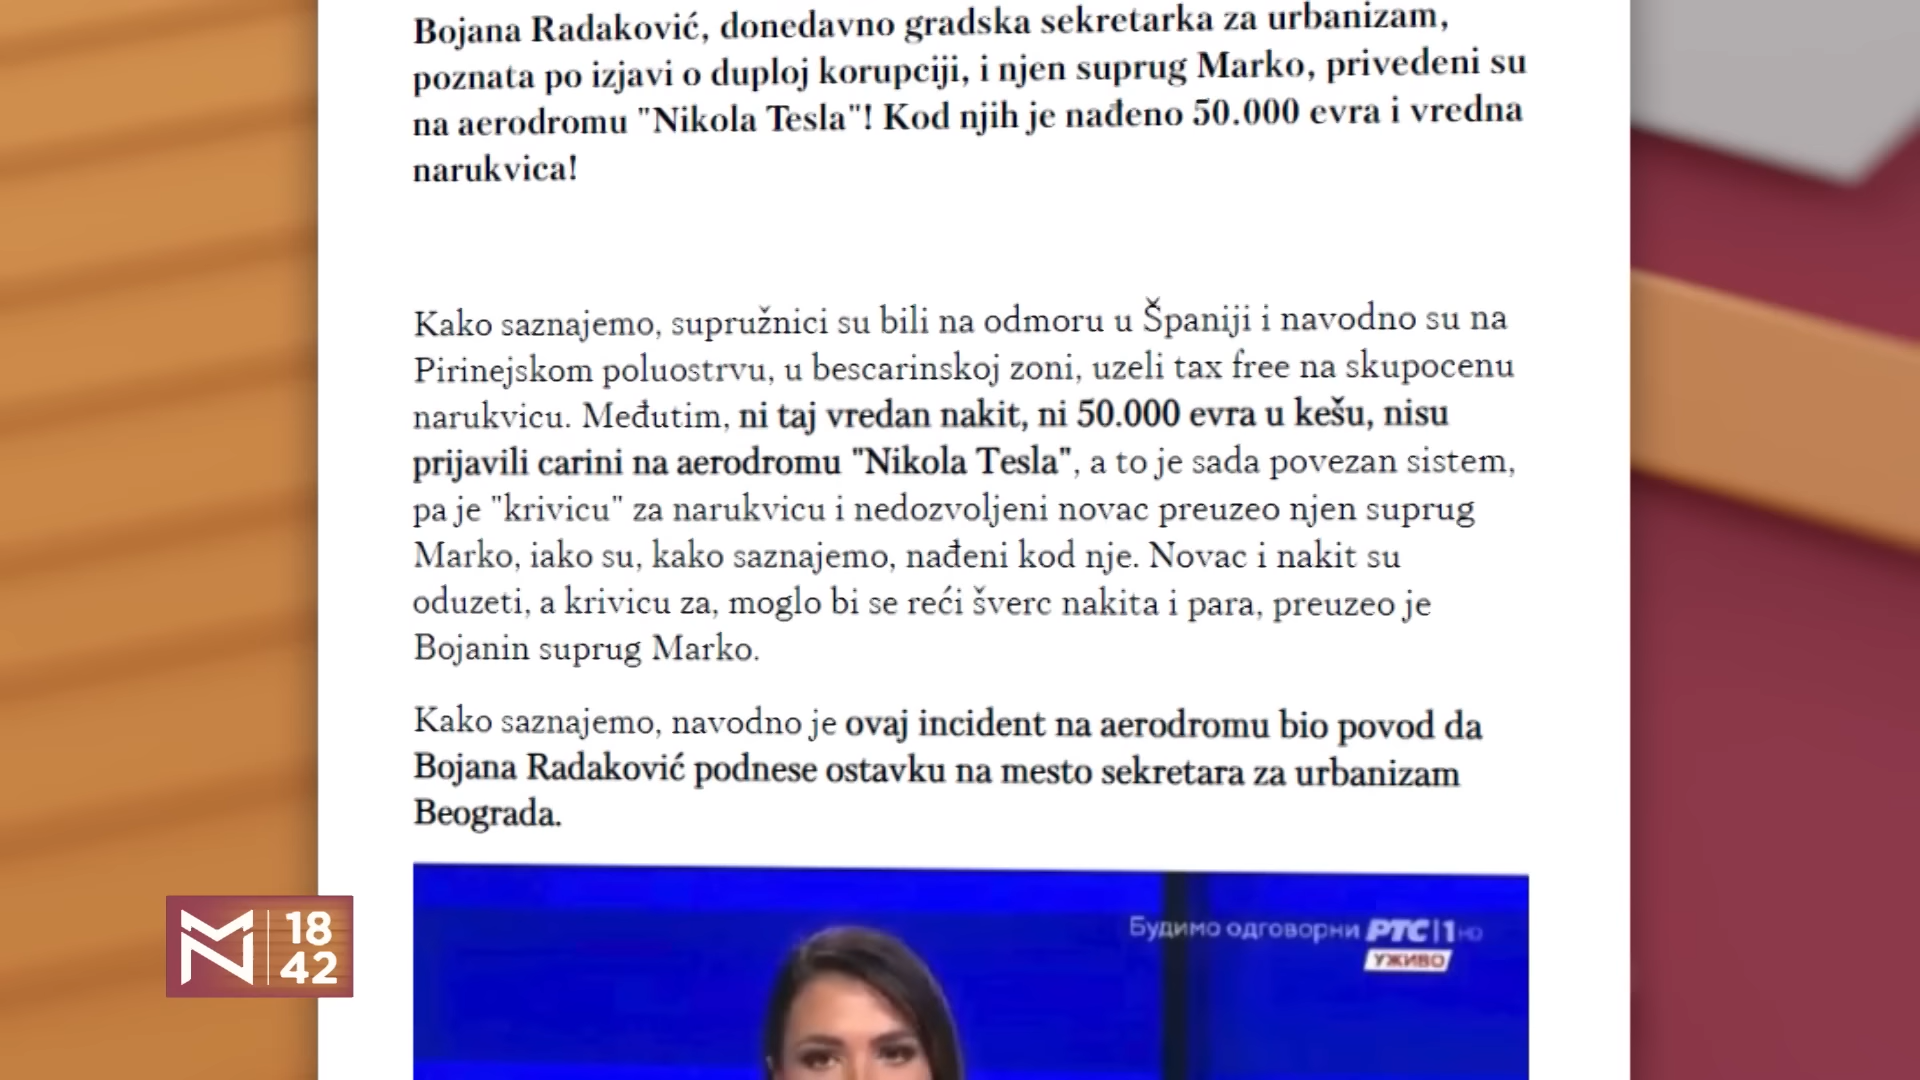 Bojana Radaković, donedavno gradska sekretarka za urbanizam,
poznata po izjavi o duploj korupciji, i njen suprug Marko, privedeni su
na aerodromu "Nikola Tesla"! Kod njih je nađeno 50.000 evra i vredna
narukvica!
Kako saznajemo, supružnici su bili na odmoru u Španiji i navodno su na
Pirinejskom poluostrvu, u bescarinskoj zoni, uzeli tax free na skupocenu
narukvicu. Međutim, ni taj vredan nakit, ni 50.000 evra u kešu, nisu
prijavili carini na aerodromu "Nikola Tesla", a to je sada povezan sistem,
pa je "krivicu" za narukvicu i nedozvoljeni novac preuzeo njen suprug
Marko, iako su, kako saznajemo, nađeni kod nje. Novac i nakit su
oduzeti, a krivicu za, moglo bi se reći šverc nakita i para, preuzeo je
Bojanin suprug Marko.
Kako saznajemo, navodno je ovaj incident na aerodromu bio povod da
Bojana Radaković podnese ostavku na mesto sekretara za urbanizam
Beograda.
Будимо одговорни РТС|1 HD
УЖИВО
N 18
42